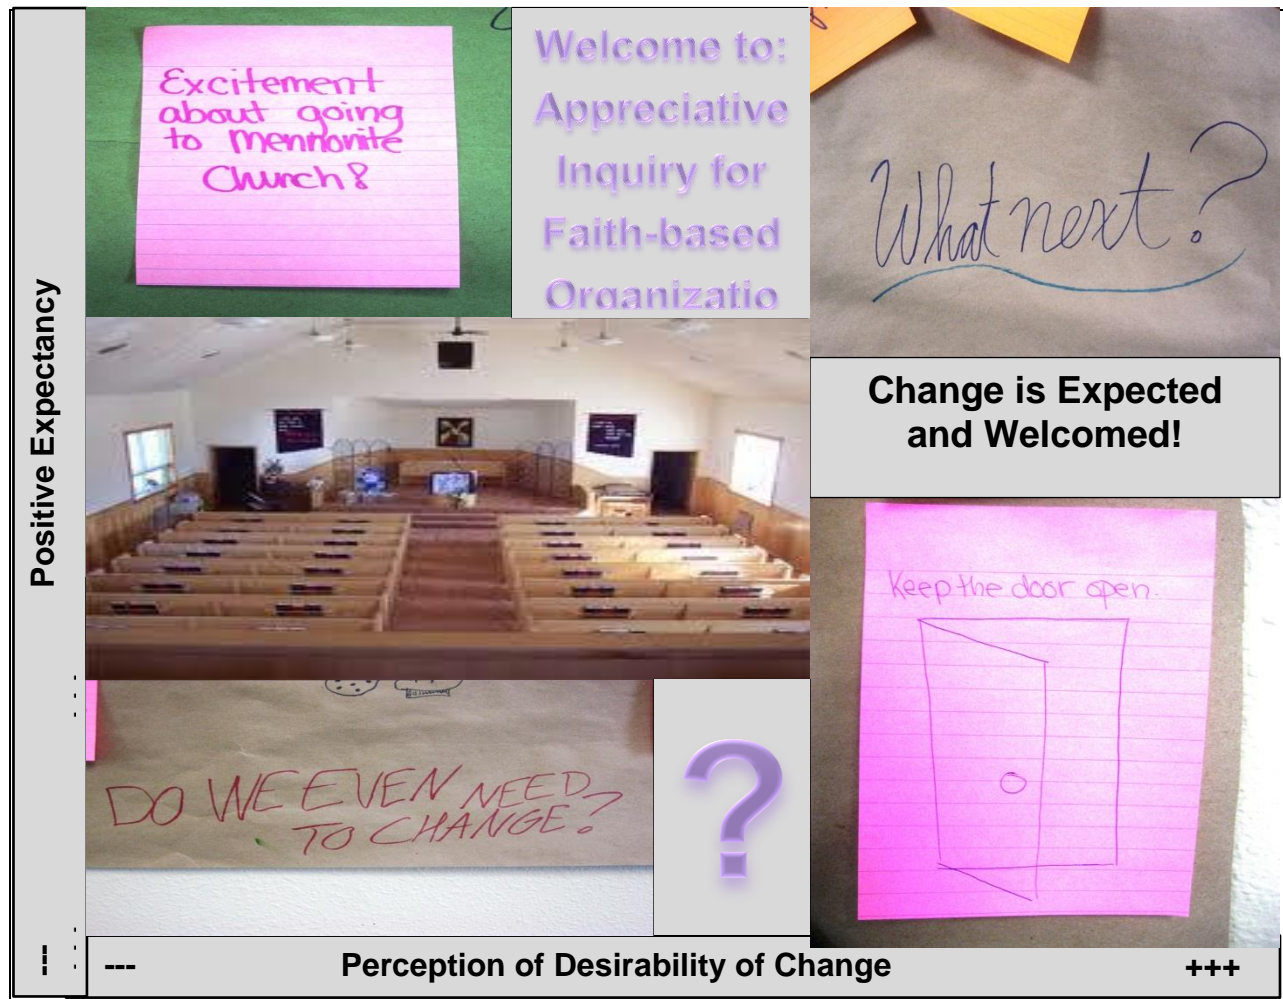 Excitement
about going
to Mennonite
Church!
Welcome to:
Appreciative
Inquiry for
Faith-based
Organizatio
What next?
Positive Expectancy
Change is Expected
and Welcomed!
Keep the door open.
DO WE EVEN NEED
TO CHANGE?
?
---
---
Perception of Desirability of Change
+++